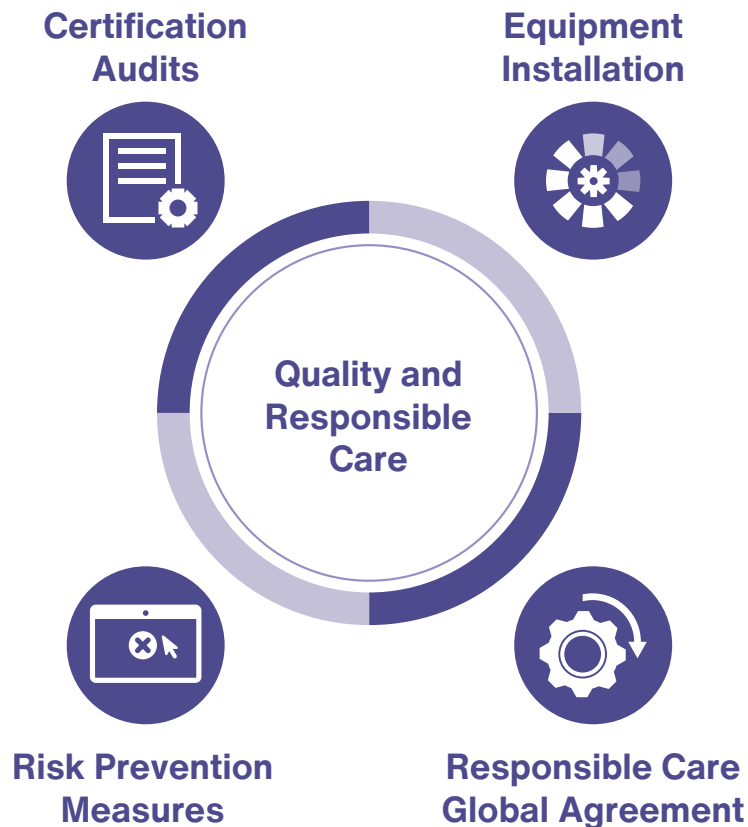 Certification
Audits
Equipment
Installation
Quality and
Responsible
Care
Risk Prevention
Measures
Responsible Care
Global Agreement